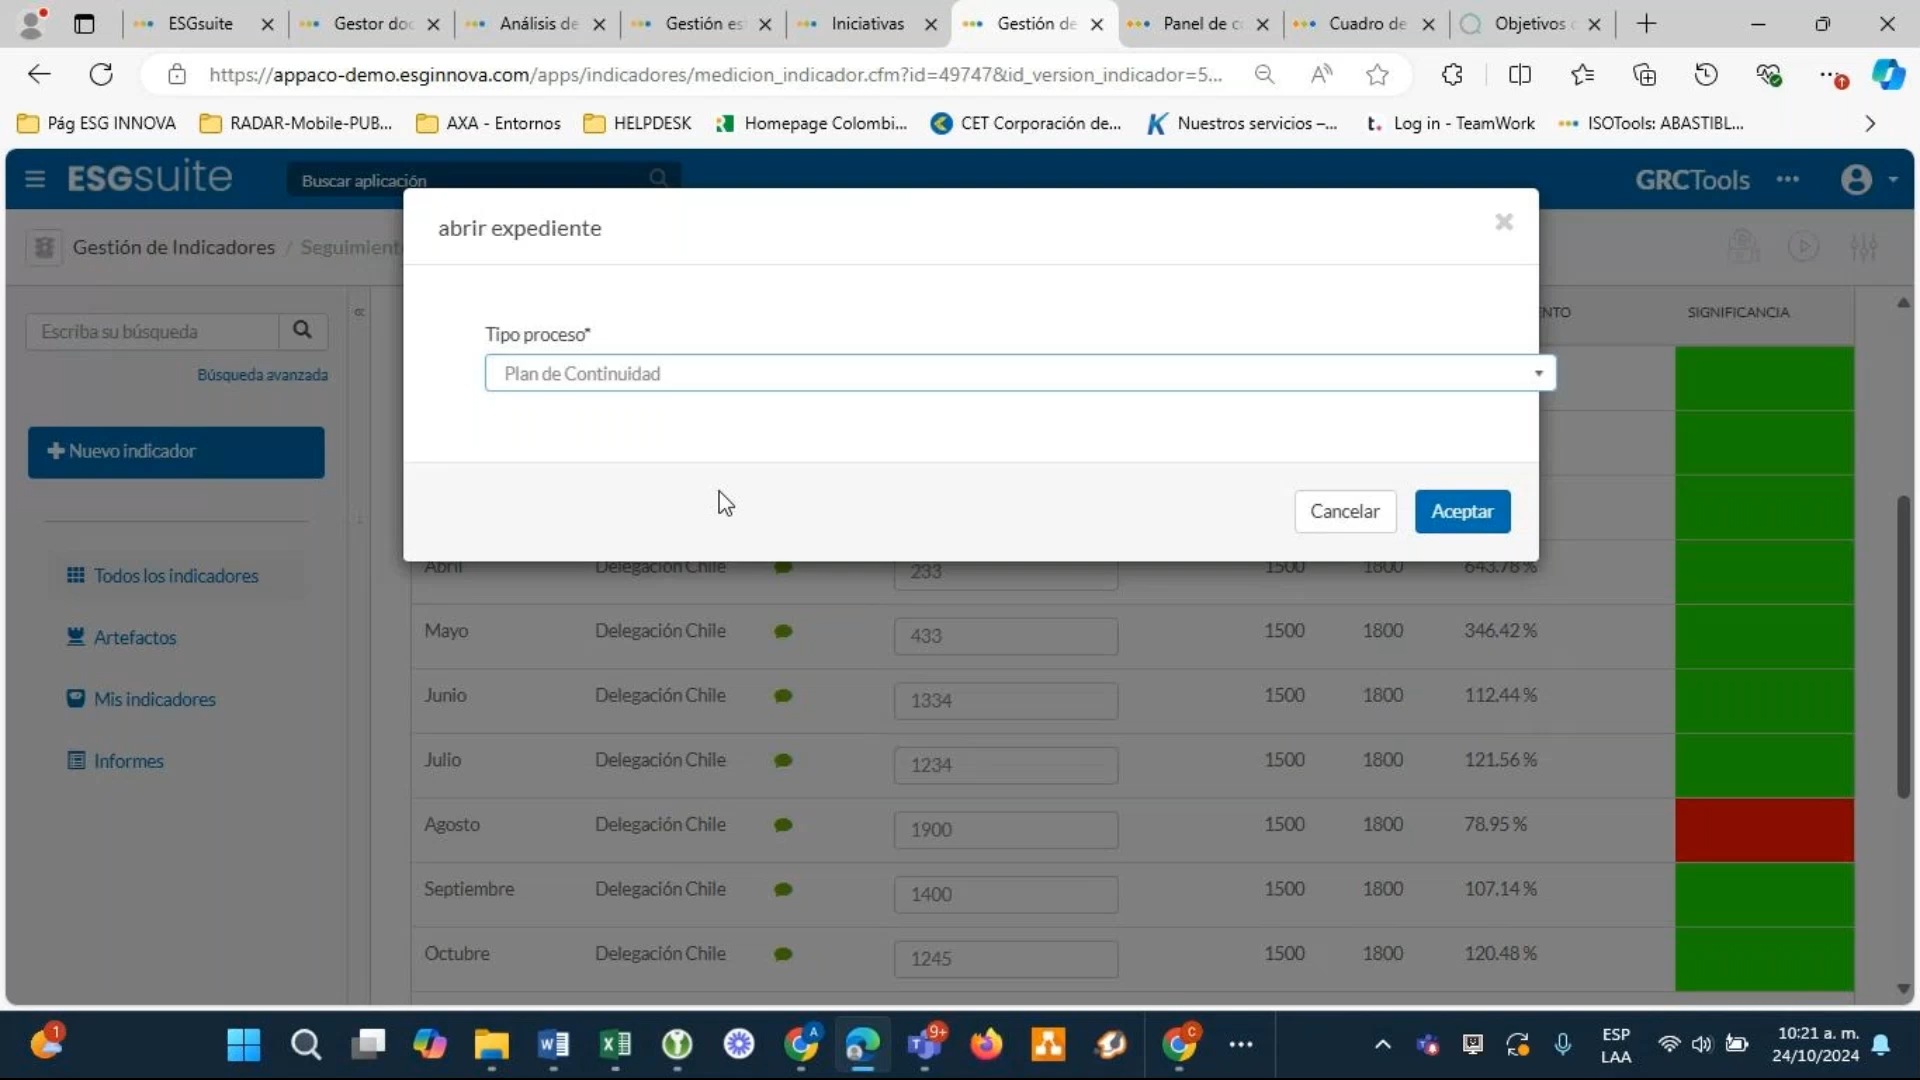 ESGsuite
Gestor doc
Análisis de
Gestión es
Iniciativas
Gestión de
Panel de c
Cuadro de
Objetivos
https://appaco-demo.esginnova.com/apps/indicadores/medicion_indicador.cfm?id=49747&id_version_indicador=5...
Pág ESG INNOVA
RADAR-Mobile-PUB...
AXA - Entornos
HELPDESK
Homepage Colombi...
CET Corporación de...
Nuestros servicios –...
Log in - TeamWork
ISOTools: ABASTIBL...
ESGsuite
Buscar aplicación
GRCTools
Gestión de Indicadores / Seguimient
abrir expediente
Tipo proceso*
Plan de Continuidad
Cancelar
Aceptar
Escriba su búsqueda
Búsqueda avanzada
Nuevo indicador
Todos los indicadores
Artefactos
Mis indicadores
Informes
NTO SIGNIFICANCIA
Abril Delegación Chile 233 1500 1800 643.78 %
Mayo Delegación Chile 433 1500 1800 346.42 %
Junio Delegación Chile 1334 1500 1800 112.44 %
Julio Delegación Chile 1234 1500 1800 121.56 %
Agosto Delegación Chile 1900 1500 1800 78.95 %
Septiembre Delegación Chile 1400 1500 1800 107.14 %
Octubre Delegación Chile 1245 1500 1800 120.48 %
1
A
9+
C
ESP
LAA
10:21 a. m.
24/10/2024